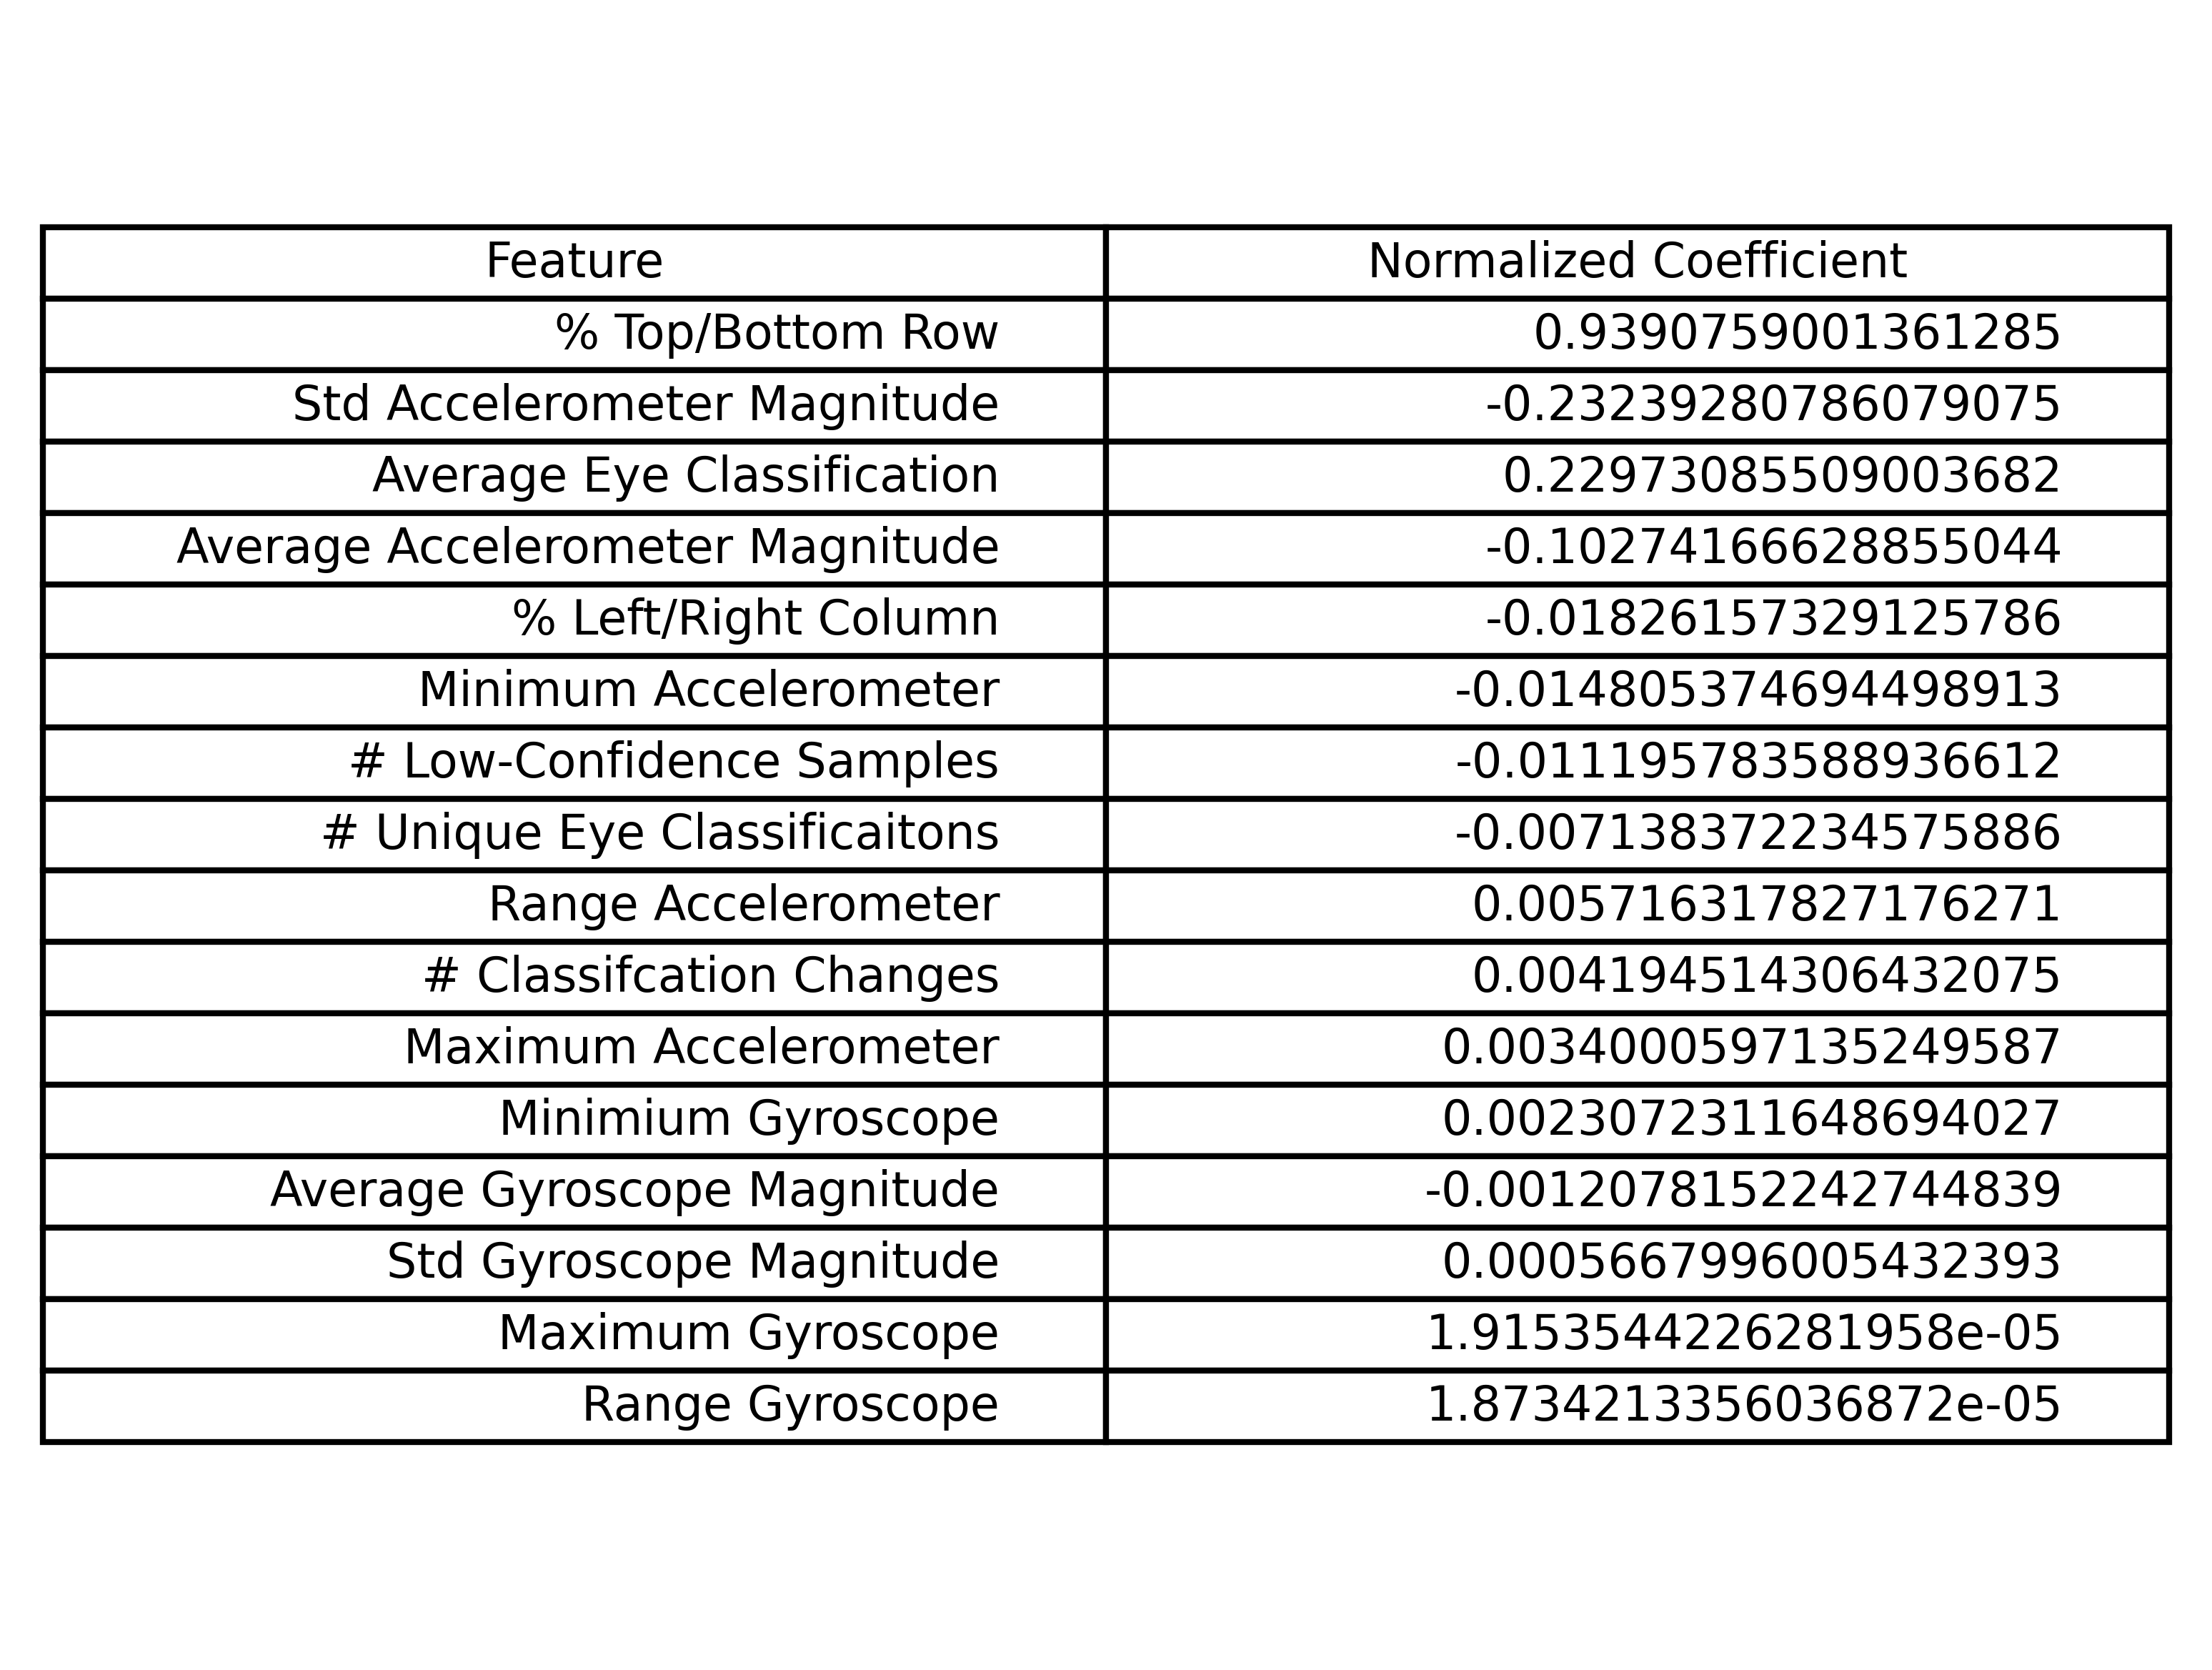 Feature Normalized Coefficient
% Top/Bottom Row 0.9390759001361285
Std Accelerometer Magnitude -0.23239280786079075
Average Eye Classification 0.22973085509003682
Average Accelerometer Magnitude -0.10274166628855044
% Left/Right Column -0.01826157329125786
Minimum Accelerometer -0.014805374694498913
# Low-Confidence Samples -0.011195783588936612
# Unique Eye Classificaitons -0.007138372234575886
Range Accelerometer 0.005716317827176271
# Classifcation Changes 0.004194514306432075
Maximum Accelerometer 0.0034000597135249587
Minimium Gyroscope 0.0023072311648694027
Average Gyroscope Magnitude -0.0012078152242744839
Std Gyroscope Magnitude 0.0005667996005432393
Maximum Gyroscope 1.9153544226281958e-05
Range Gyroscope 1.8734213356036872e-05